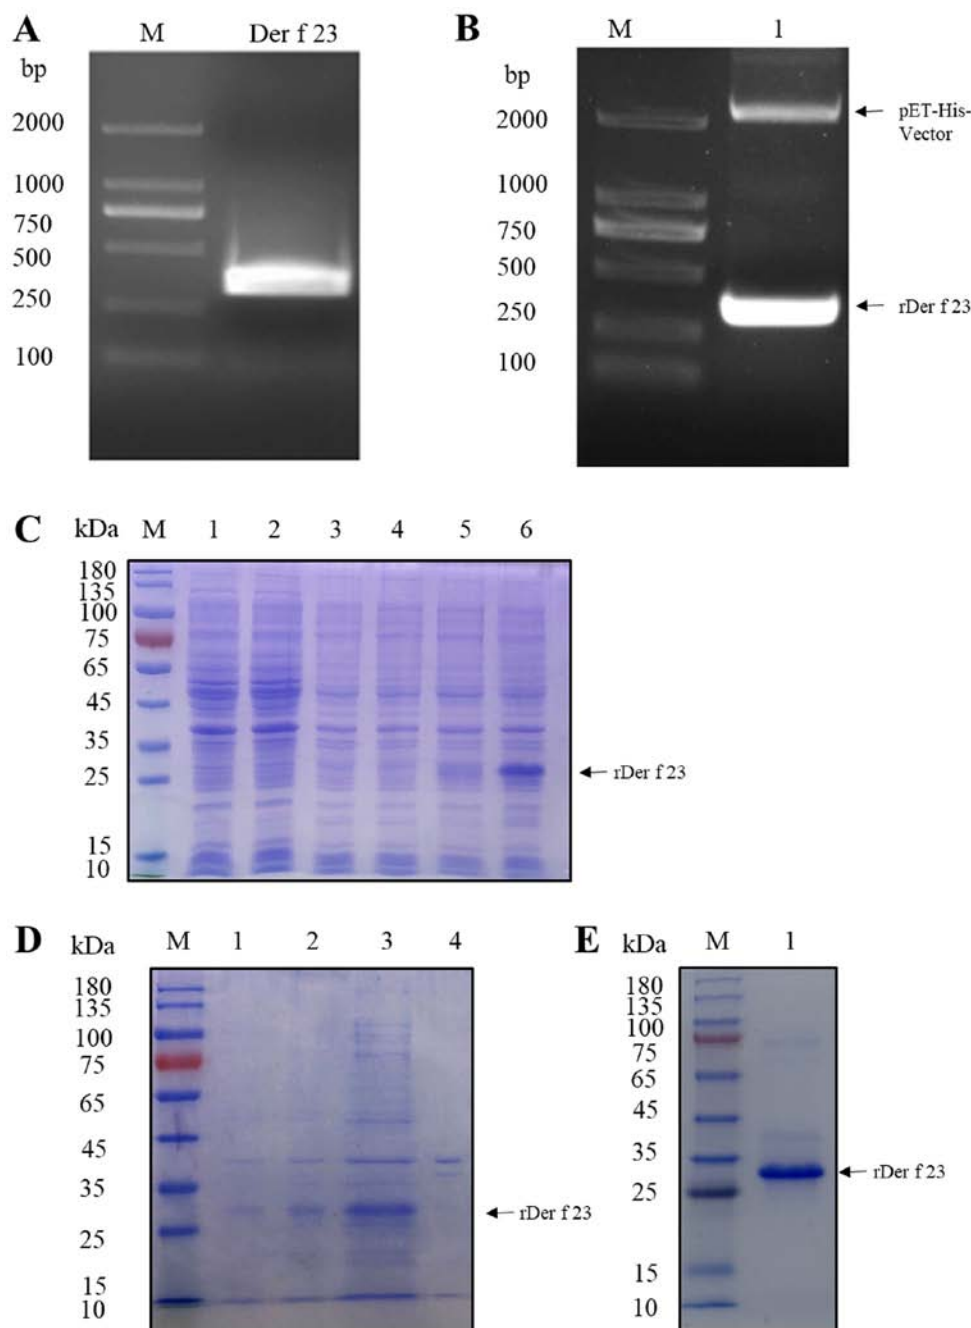 A
M Der f 23
bp
2000
1000
750
500
250
100
B
M 1
bp
2000
1000
750
500
250
100
pET-His-
Vector
rDer f 23
C
kDa M 1 2 3 4 5 6
180
135
100
75
65
45
35
25
15
10
rDer f 23
D
kDa M 1 2 3 4
180
135
100
75
65
45
35
25
15
10
rDer f 23
E
kDa M 1
180
135
100
75
65
45
35
25
15
10
rDer f 23